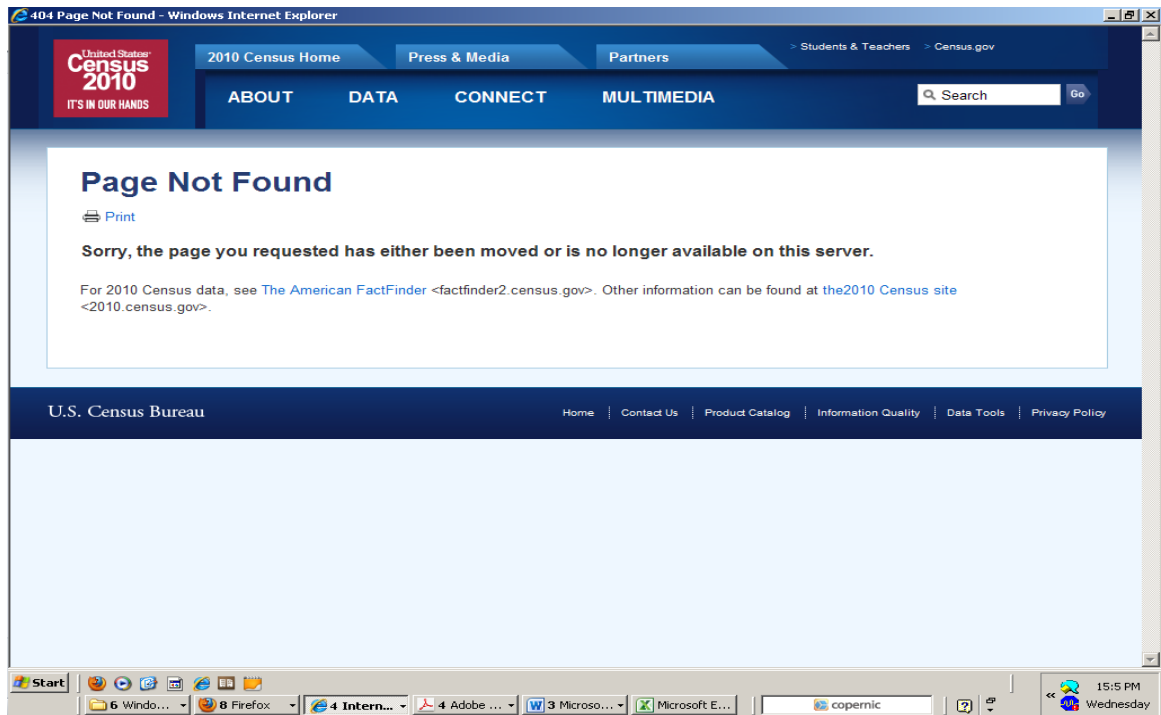 404 Page Not Found - Windows Internet Explorer
United States™
Census
2010
IT'S IN OUR HANDS
2010 Census Home Press & Media Partners
> Students & Teachers > Census.gov
ABOUT DATA CONNECT MULTIMEDIA
Search Go
Page Not Found
Print
Sorry, the page you requested has either been moved or is no longer available on this server.
For 2010 Census data, see The American FactFinder <factfinder2.census.gov>. Other information can be found at the2010 Census site
<2010.census.gov>.
U.S. Census Bureau
Home | Contact Us | Product Catalog | Information Quality | Data Tools | Privacy Policy
Start
15:5 PM
6 Windo... 8 Firefox 4 Intern... 4 Adobe ... 3 Microso... Microsoft E... copernic
Wednesday